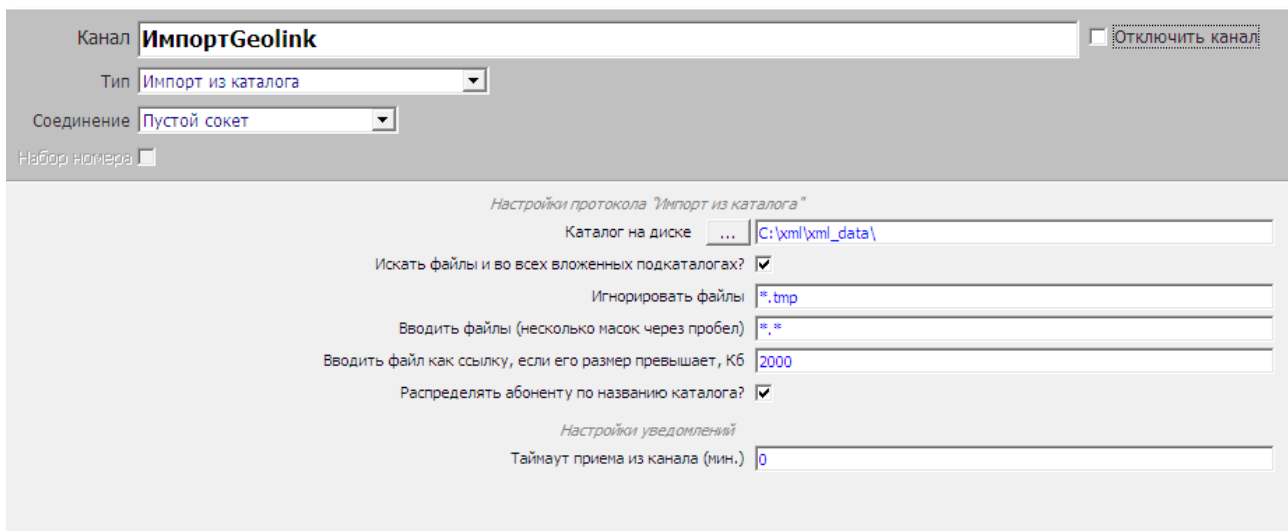 Канал ИмпортGeolink Отключить канал
Тип Импорт из каталога
Соединение Пустой сокет
Набор номера
Настройки протокола "Импорт из каталога"
Каталог на диске ... C:\xml\xml_data\
Искать файлы и во всех вложенных подкаталогах?
Игнорировать файлы *.tmp
Вводить файлы (несколько масок через пробел) *.*
Вводить файл как ссылку, если его размер превышает, Кб 2000
Распределять абоненту по названию каталога?
Настройки уведомлений
Таймаут приема из канала (мин.) 0